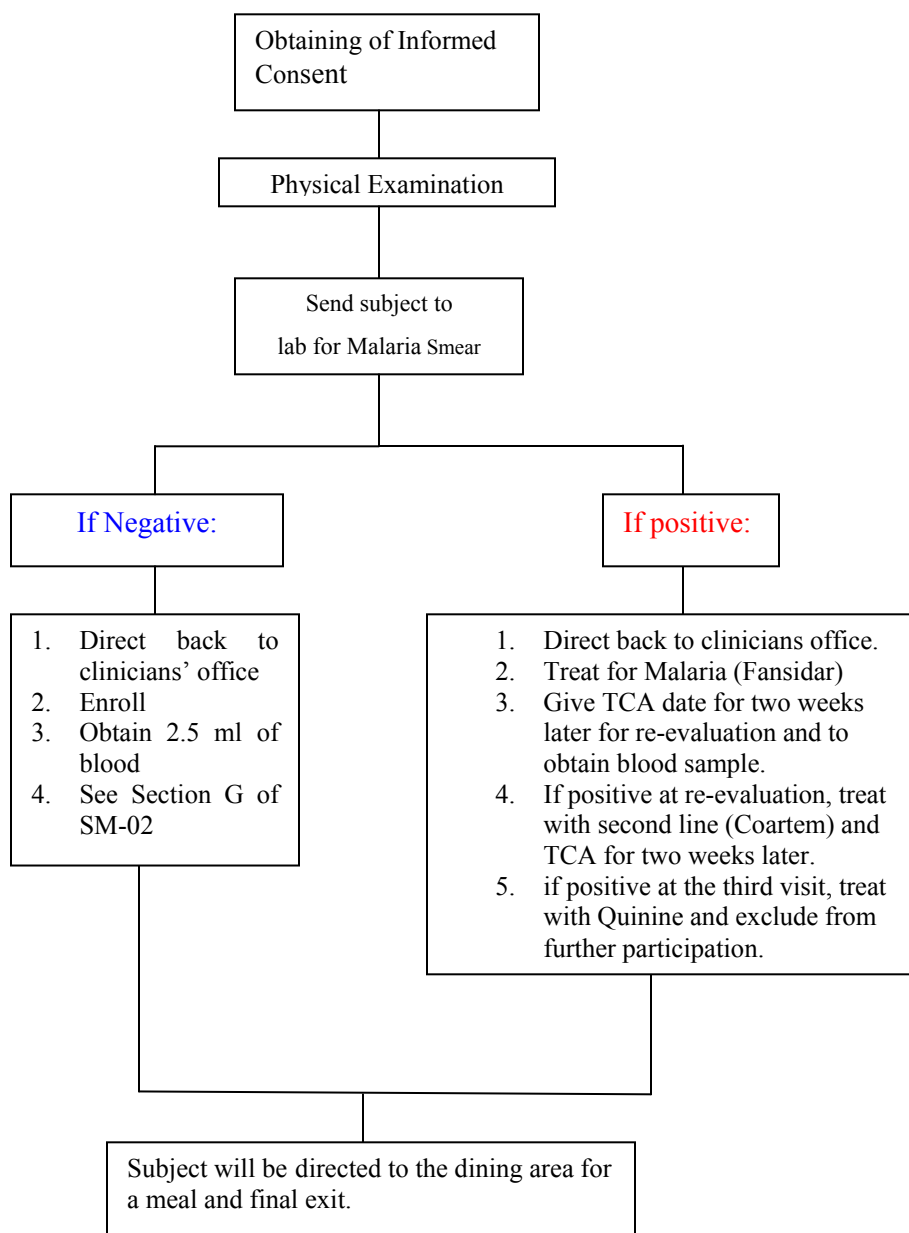 Obtaining of Informed
Consent
Physical Examination
Send subject to
lab for Malaria Smear
If Negative:
If positive:
1. Direct back to
clinicians’ office
2. Enroll
3. Obtain 2.5 ml of
blood
4. See Section G of
SM-02
1. Direct back to clinicians office.
2. Treat for Malaria (Fansidar)
3. Give TCA date for two weeks
later for re-evaluation and to
obtain blood sample.
4. If positive at re-evaluation, treat
with second line (Coartem) and
TCA for two weeks later.
5. if positive at the third visit, treat
with Quinine and exclude from
further participation.
Subject will be directed to the dining area for
a meal and final exit.